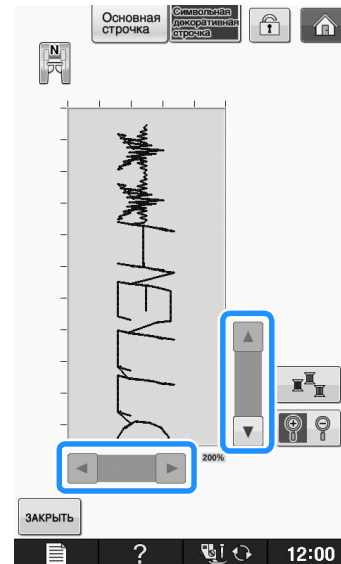 Основная
строчка
Символьная
декоративная
строчка
N
HELLO
200%
ЗАКРЫТЬ
?
12:00